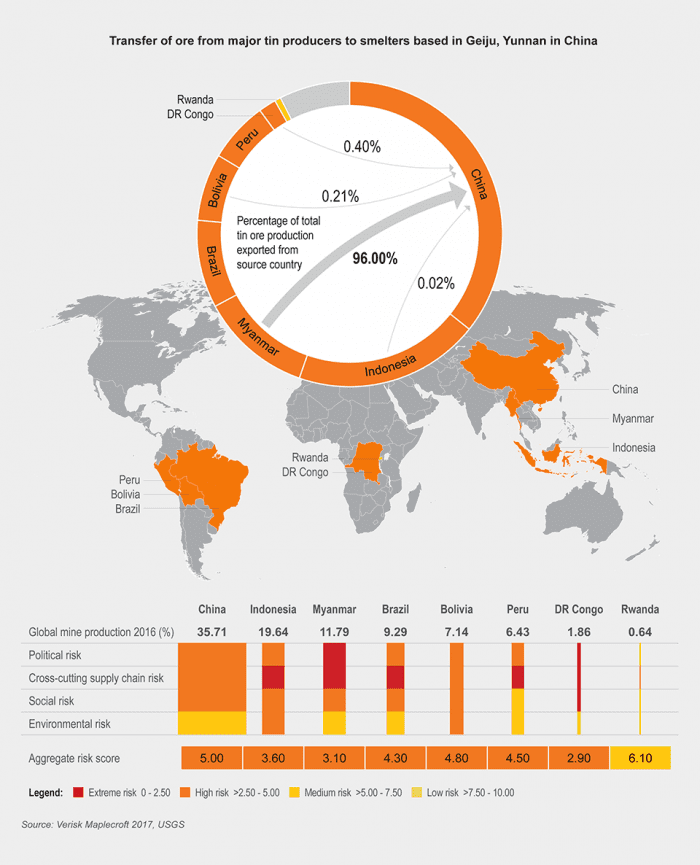 Transfer of ore from major tin producers to smelters based in Geiju, Yunnan in China
Rwanda
DR Congo
Peru
Bolivia
Brazil
Myanmar
Indonesia
China
0.40%
0.21%
Percentage of total
tin ore production
exported from
source country
96.00%
0.02%
China
Myanmar
Indonesia
Rwanda
DR Congo
Peru
Bolivia
Brazil
China Indonesia Myanmar Brazil Bolivia Peru DR Congo Rwanda
Global mine production 2016 (%) 35.71 19.64 11.79 9.29 7.14 6.43 1.86 0.64
Political risk
Cross-cutting supply chain risk
Social risk
Environmental risk
Aggregate risk score 5.00 3.60 3.10 4.30 4.80 4.50 2.90 6.10
Legend: Extreme risk 0 - 2.50 High risk >2.50 - 5.00 Medium risk >5.00 - 7.50 Low risk >7.50 - 10.00
Source: Verisk Maplecroft 2017, USGS